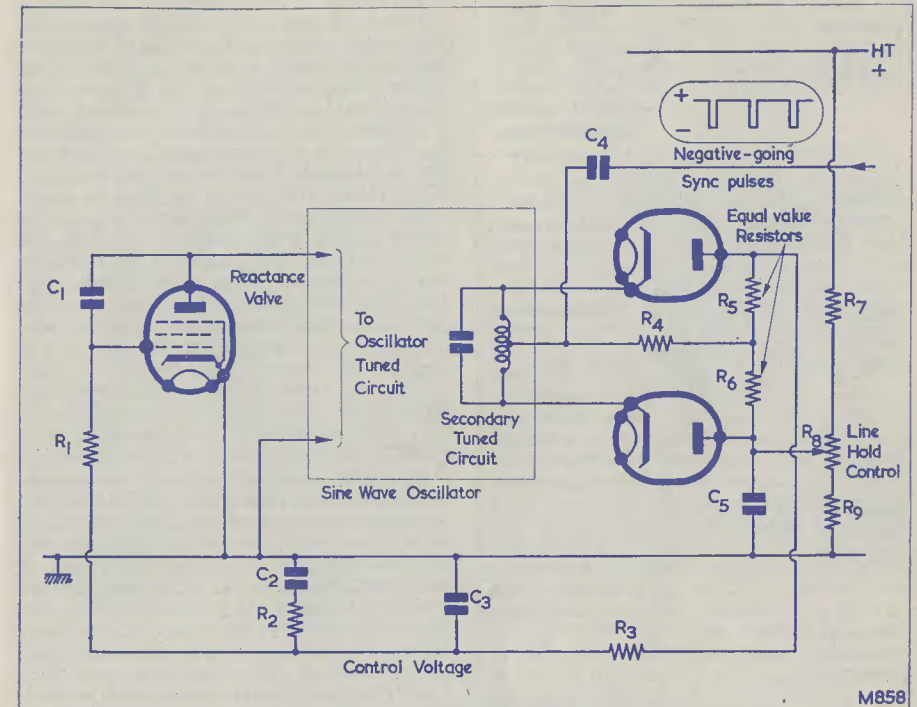 HT
+
+
−
Negative-going
Sync pulses
C4
Equal value
Resistors
C1
Reactance
Valve
To
Oscillator
Tuned
Circuit
R4
R5
R7
R6
Secondary
Tuned
Circuit
R8
Line
Hold
Control
R1
Sine Wave Oscillator
C5
R9
C2
R2
C3
R3
Control Voltage
M858